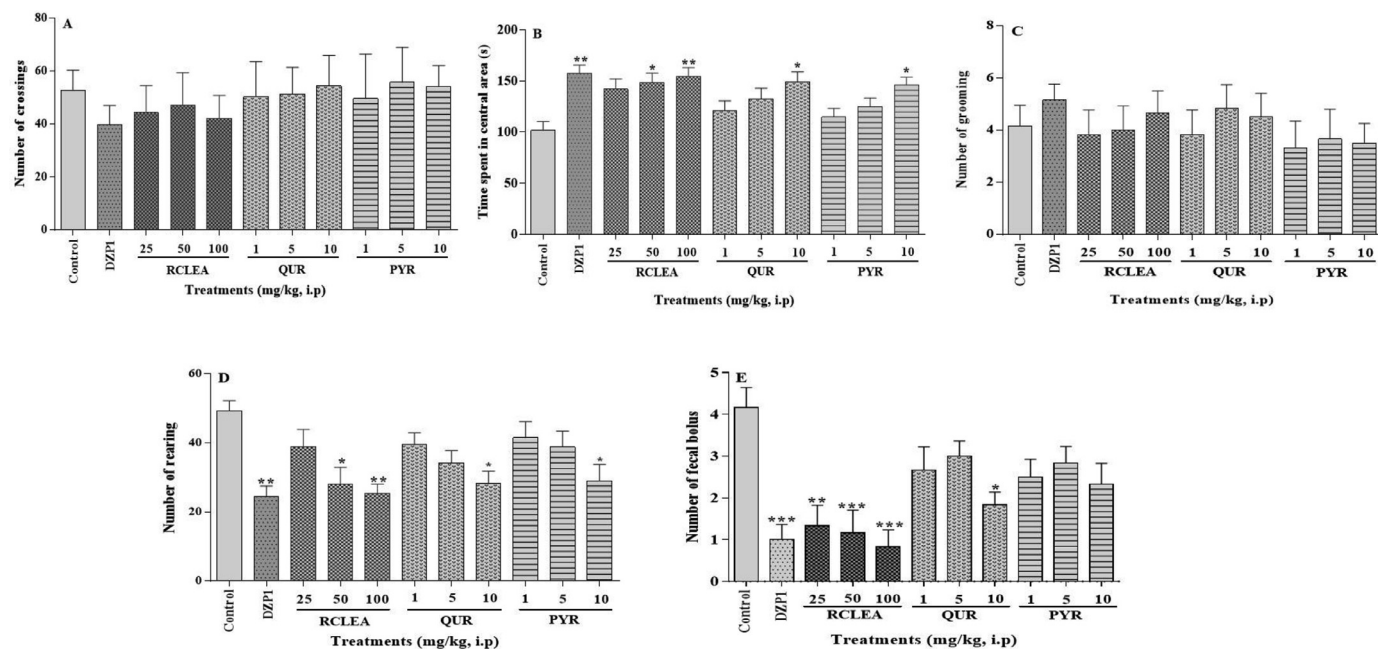 A
Number of crossings
80
60
40
20
0
Control
DZP1
25 50 100 1 5 10 1 5 10
RCLEA QUR PYR
Treatments (mg/kg, i.p)
B
Time spent in central area (s)
200
150
100
50
0
** * ** * *
Control
DZP1
25 50 100 1 5 10 1 5 10
RCLEA QUR PYR
Treatments (mg/kg, i.p)
C
Number of grooming
8
6
4
2
0
Control
DZP1
25 50 100 1 5 10 1 5 10
RCLEA QUR PYR
Treatments (mg/kg, i.p)
D
Number of rearing
60
40
20
0
** * ** * *
Control
DZP1
25 50 100 1 5 10 1 5 10
RCLEA QUR PYR
Treatments (mg/kg, i.p)
E
Number of fecal bolus
5
4
3
2
1
0
*** ** *** *** *
Control
DZP1
25 50 100 1 5 10 1 5 10
RCLEA QUR PYR
Treatments (mg/kg, i.p)